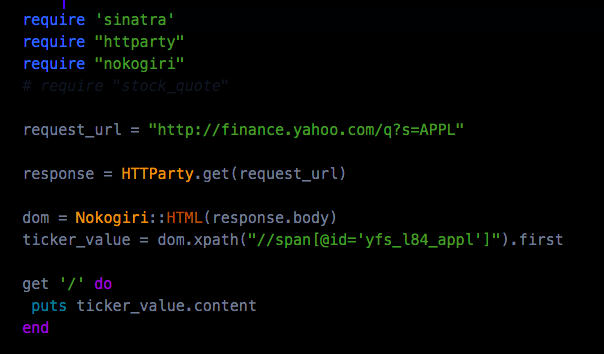 require 'sinatra'
require "httparty"
require "nokogiri"
# require "stock_quote"
request_url = "http://finance.yahoo.com/q?s=APPL"
response = HTTParty.get(request_url)
dom = Nokogiri::HTML(response.body)
ticker_value = dom.xpath("//span[@id='yfs_l84_appl']").first
get '/' do
puts ticker_value.content
end